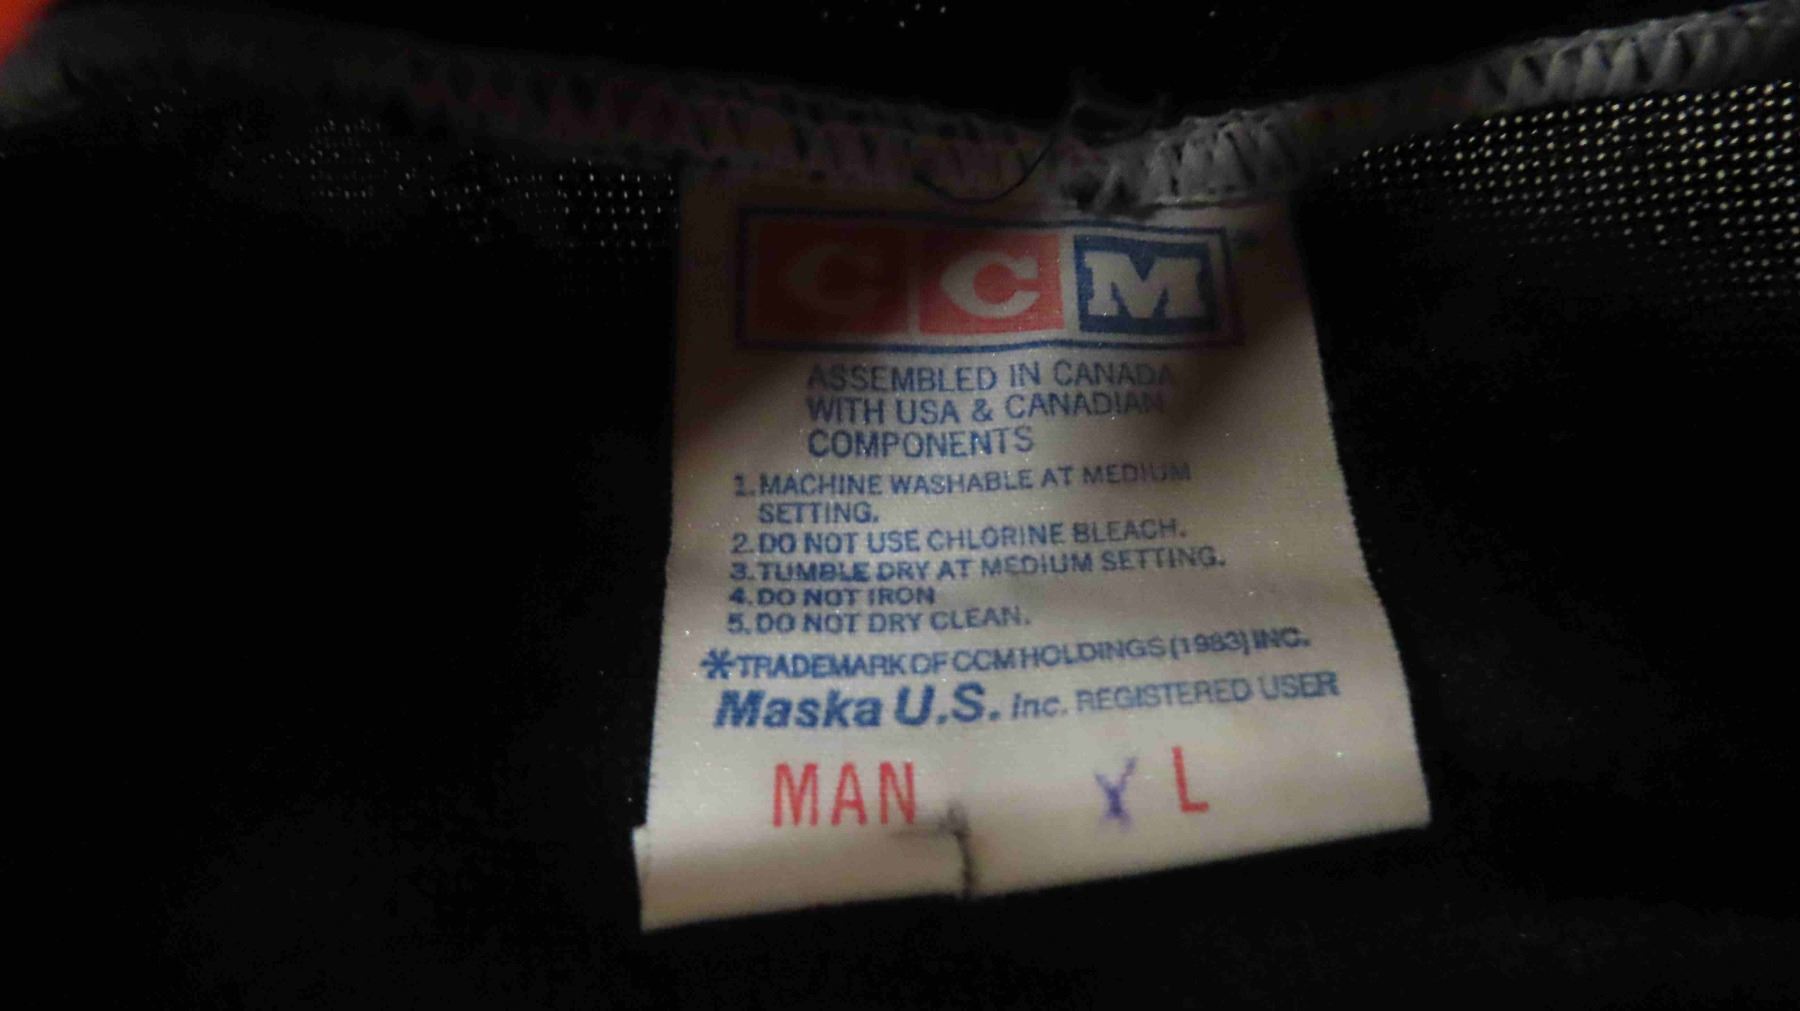 CCM
ASSEMBLED IN CANADA
WITH USA & CANADIAN
COMPONENTS
1. MACHINE WASHABLE AT MEDIUM
SETTING.
2. DO NOT USE CHLORINE BLEACH.
3. TUMBLE DRY AT MEDIUM SETTING.
4. DO NOT IRON
5. DO NOT DRY CLEAN.
*TRADEMARK OF CCM HOLDINGS (1983) INC.
Maska U.S. Inc. REGISTERED USER
MAN X L